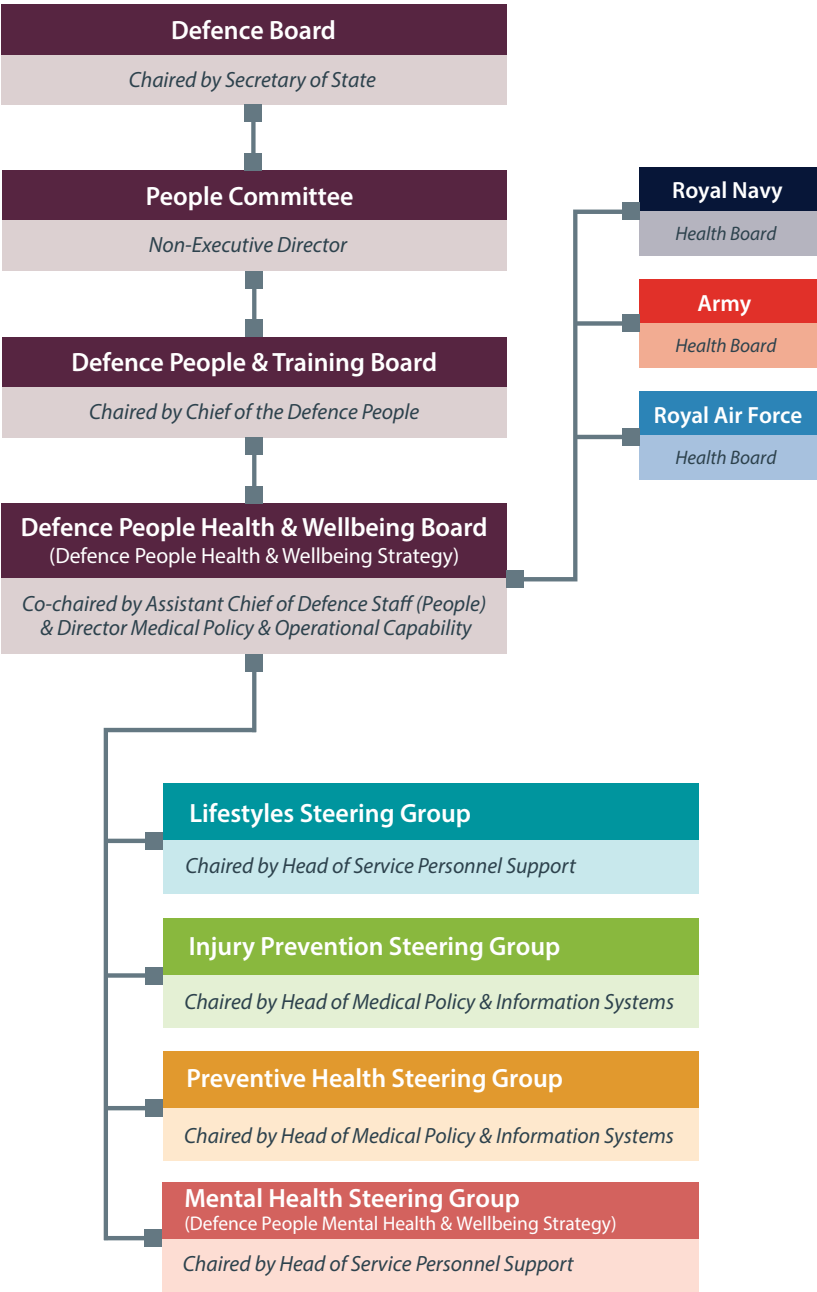 Defence Board
Chaired by Secretary of State
People Committee
Non-Executive Director
Defence People & Training Board
Chaired by Chief of the Defence People
Defence People Health & Wellbeing Board
(Defence People Health & Wellbeing Strategy)
Co-chaired by Assistant Chief of Defence Staff (People)
& Director Medical Policy & Operational Capability
Royal Navy
Health Board
Army
Health Board
Royal Air Force
Health Board
Lifestyles Steering Group
Chaired by Head of Service Personnel Support
Injury Prevention Steering Group
Chaired by Head of Medical Policy & Information Systems
Preventive Health Steering Group
Chaired by Head of Medical Policy & Information Systems
Mental Health Steering Group
(Defence People Mental Health & Wellbeing Strategy)
Chaired by Head of Service Personnel Support